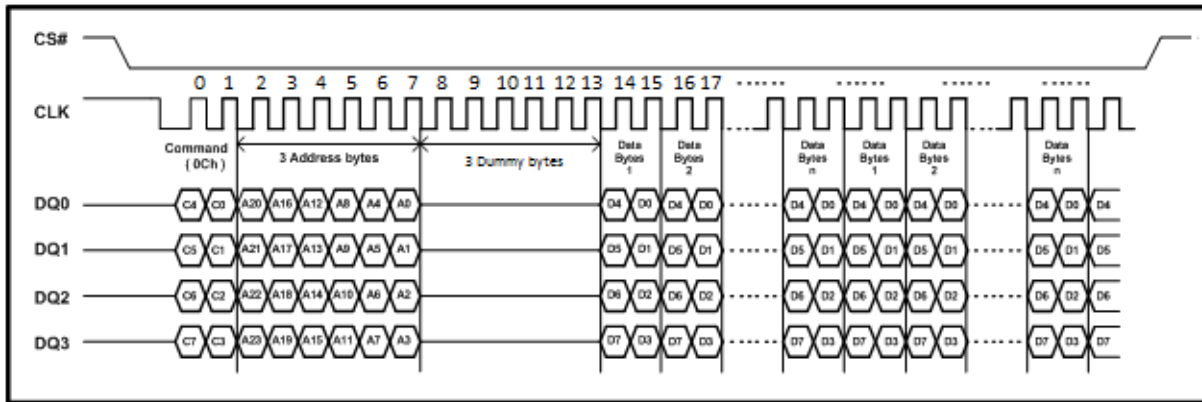 CS#
0 1 2 3 4 5 6 7 8 9 10 11 12 13 14 15 16 17
CLK
Command
( 0Ch )
3 Address bytes
3 Dummy bytes
Data
Bytes
1
Data
Bytes
2
Data
Bytes
n
Data
Bytes
1
Data
Bytes
2
Data
Bytes
n
DQ0 C4 C0 A20 A16 A12 A8 A4 A0 D4 D0 D4 D0 D4 D0 D4 D0 D4 D0 D4 D0 D4
DQ1 C5 C1 A21 A17 A13 A9 A5 A1 D5 D1 D5 D1 D5 D1 D5 D1 D5 D1 D5 D1 D5
DQ2 C6 C2 A22 A18 A14 A10 A6 A2 D6 D2 D6 D2 D6 D2 D6 D2 D6 D2 D6 D2 D6
DQ3 C7 C3 A23 A19 A15 A11 A7 A3 D7 D3 D7 D3 D7 D3 D7 D3 D7 D3 D7 D3 D7